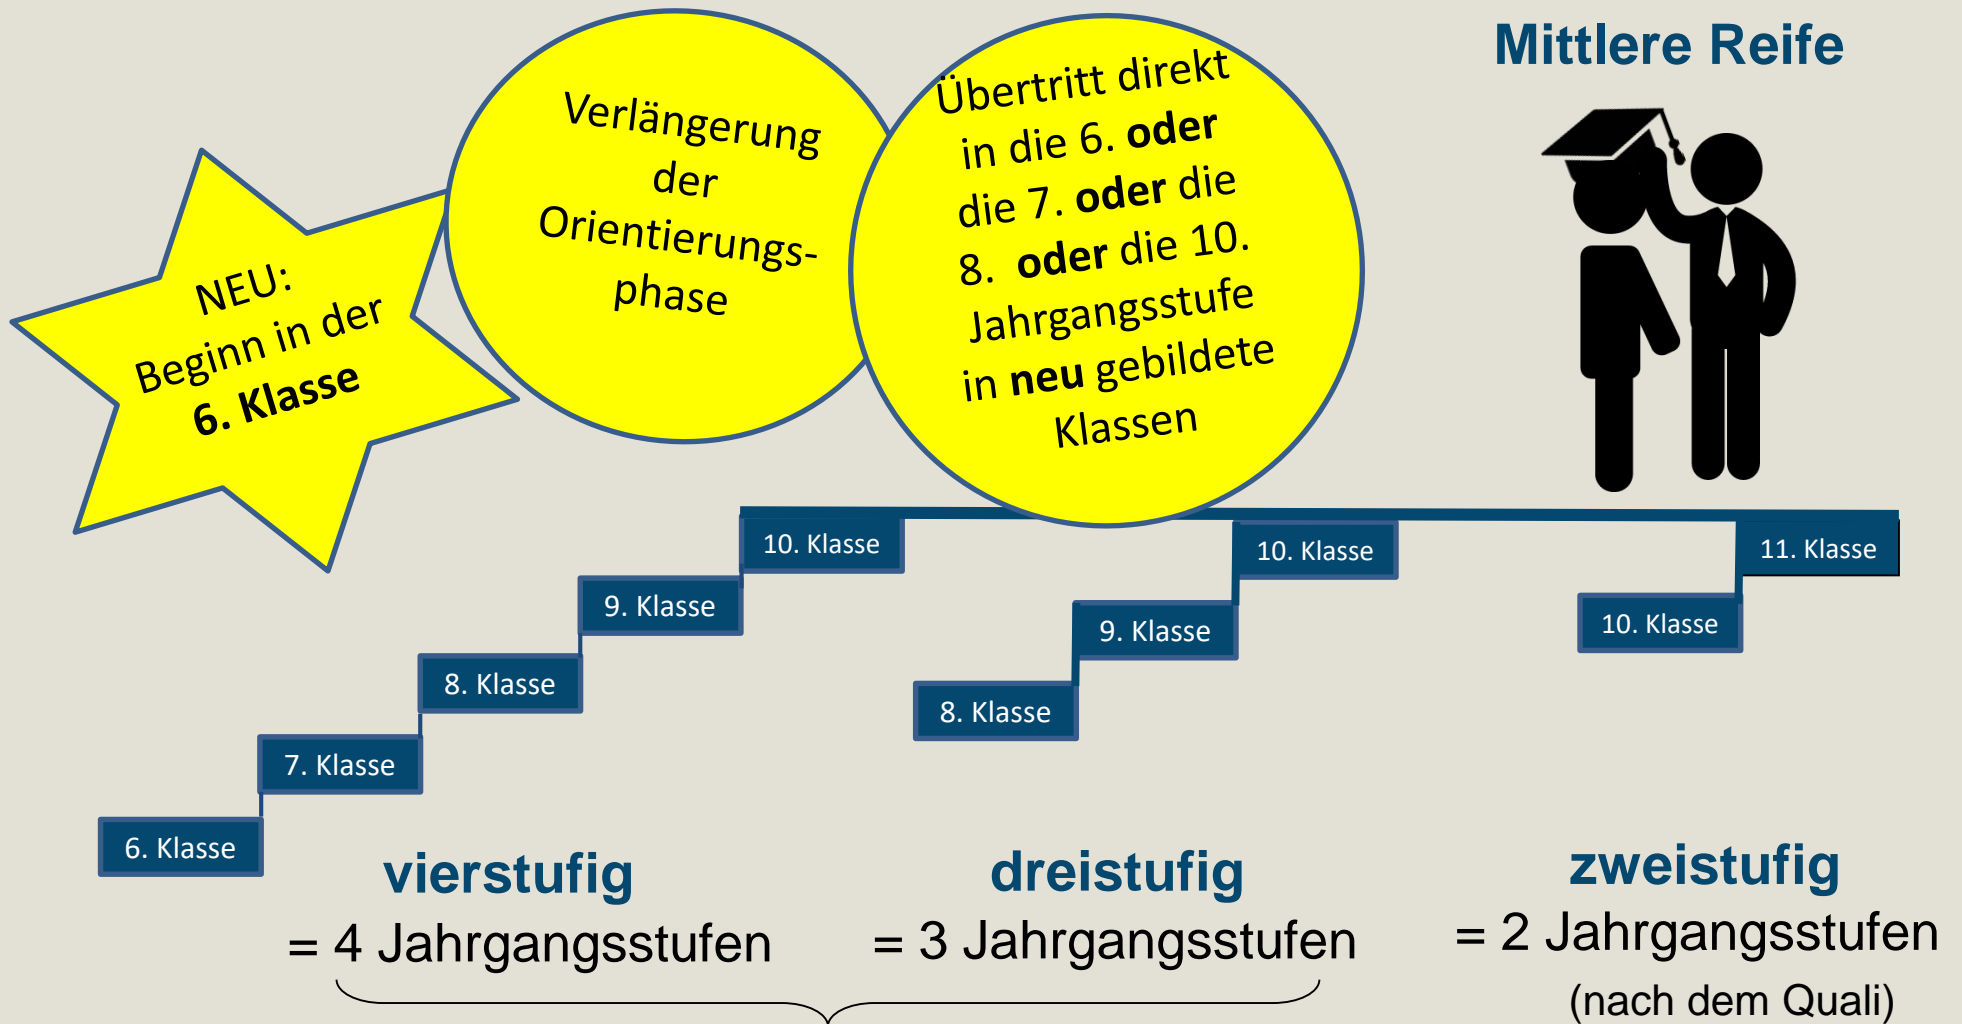 Mittlere Reife
NEU:
Beginn in der
6. Klasse
Verlängerung
der
Orientierungs-
phase
Übertritt direkt
in die 6. oder
die 7. oder die
8. oder die 10.
Jahrgangsstufe
in neu gebildete
Klassen
10. Klasse
9. Klasse
8. Klasse
7. Klasse
6. Klasse
10. Klasse
9. Klasse
8. Klasse
11. Klasse
10. Klasse
vierstufig
= 4 Jahrgangsstufen
dreistufig
= 3 Jahrgangsstufen
zweistufig
= 2 Jahrgangsstufen
(nach dem Quali)